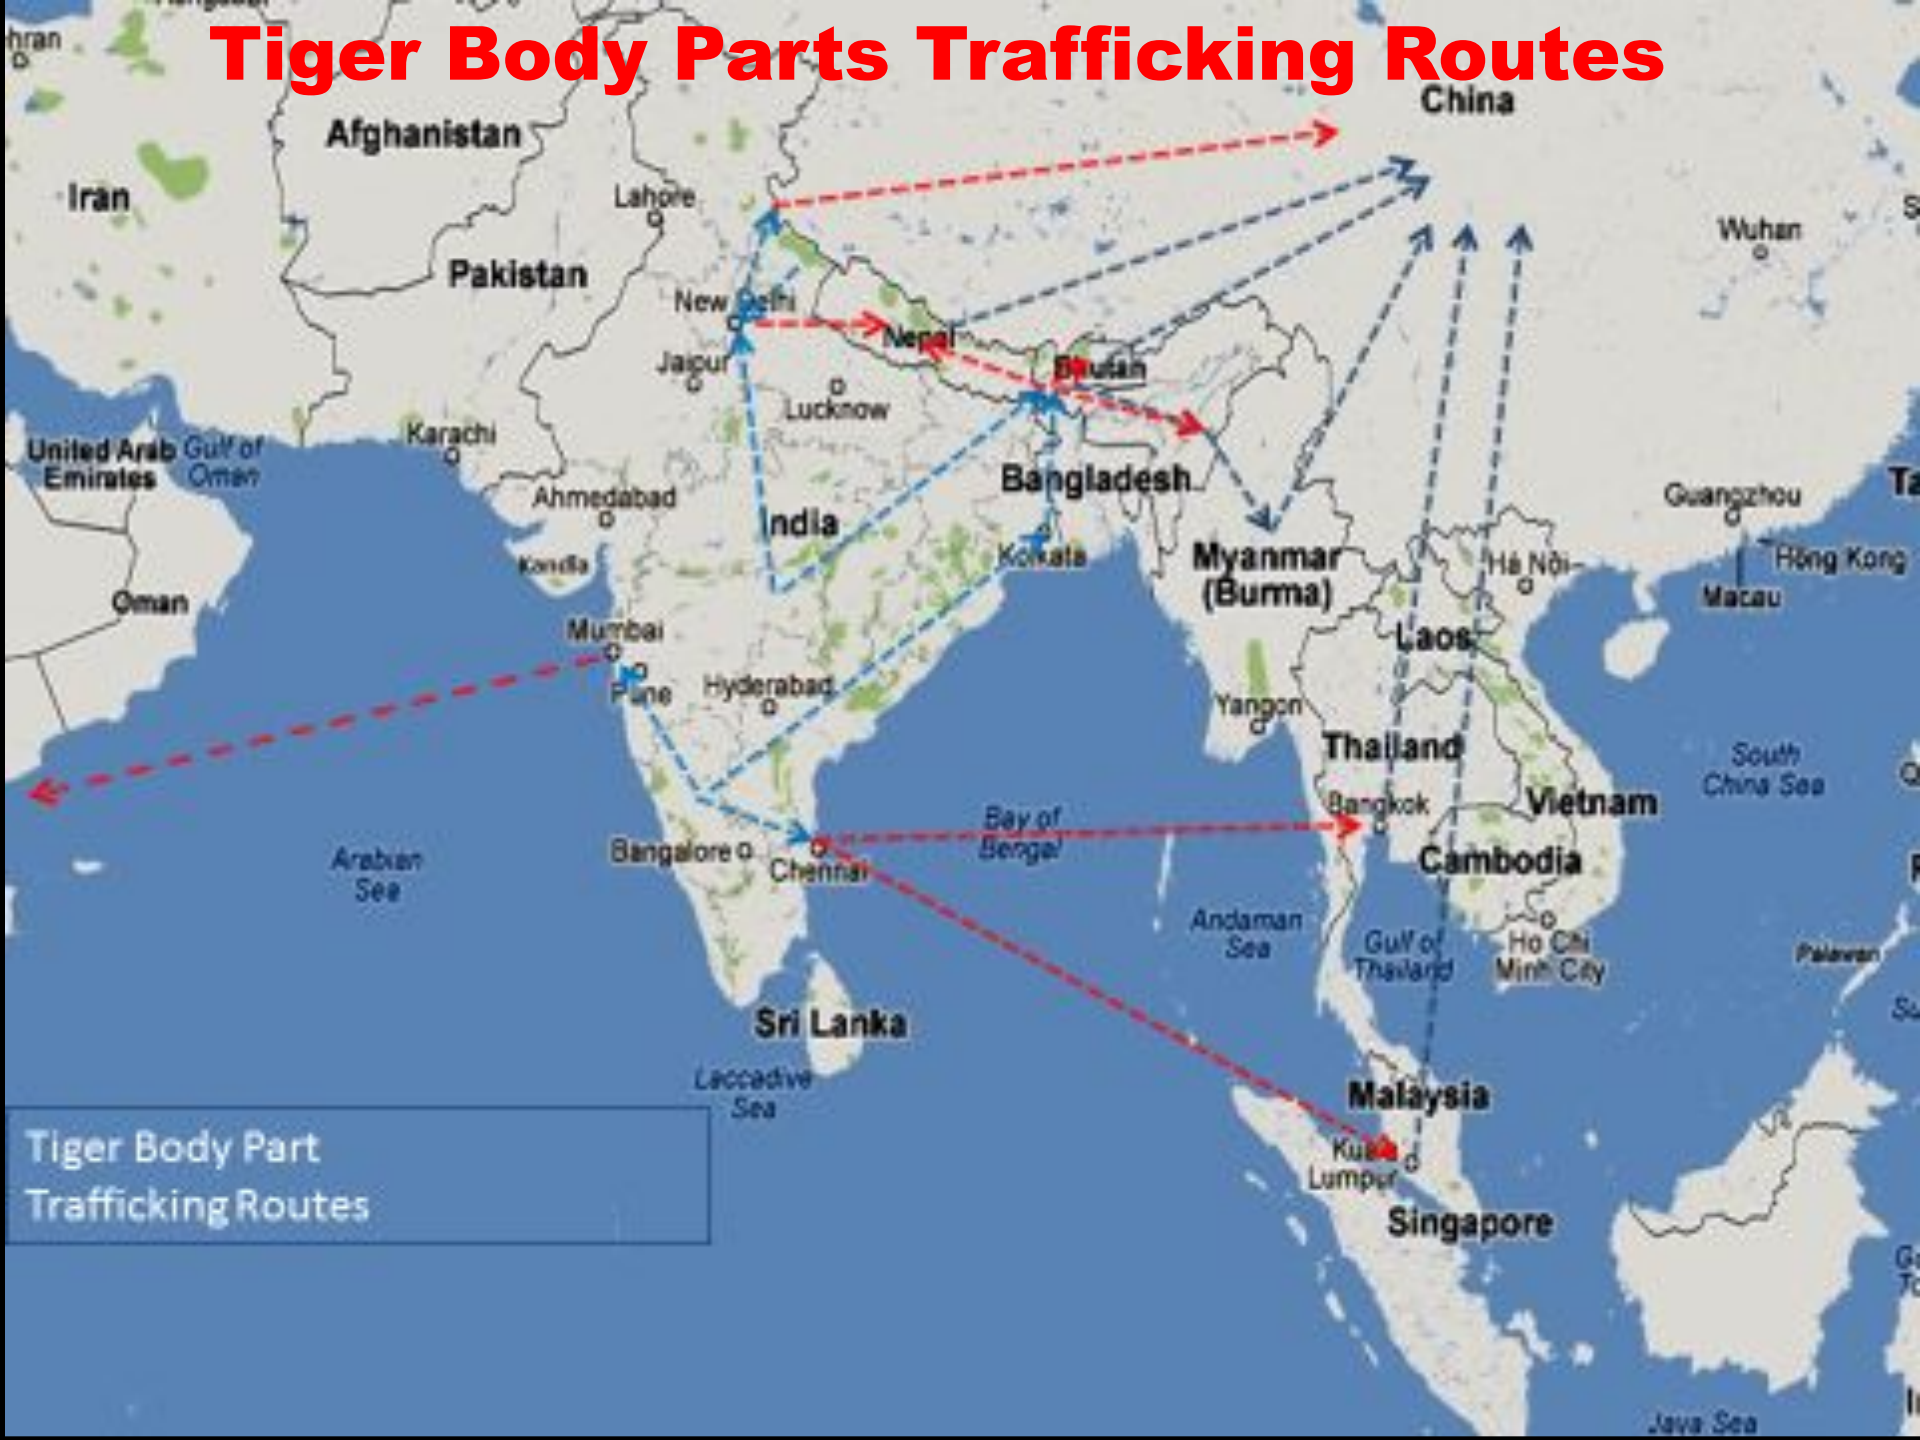 Tiger Body Parts Trafficking Routes
China
Afghanistan
Iran
Lahore
Wuhan
Pakistan
New Delhi
Nepal
Jaipur
Bhutan
Lucknow
Karachi
United Arab
Emirates
Gulf of
Oman
Bangladesh
Ahmedabad
Guangzhou
India
Kolkata
Kandla
Myanmar
(Burma)
Hà Nội
Hong Kong
Macau
Oman
Mumbai
Laos
Pune
Hyderabad
Yangon
Thailand
South
China Sea
Bangkok
Vietnam
Bay of
Bengal
Arabian
Sea
Bangalore
Chennai
Cambodia
Andaman
Sea
Gulf of
Thailand
Ho Chi
Minh City
Palawan
Sri Lanka
Laccadive
Sea
Malaysia
Kuala
Lumpur
Singapore
Tiger Body Part
Trafficking Routes
Java Sea